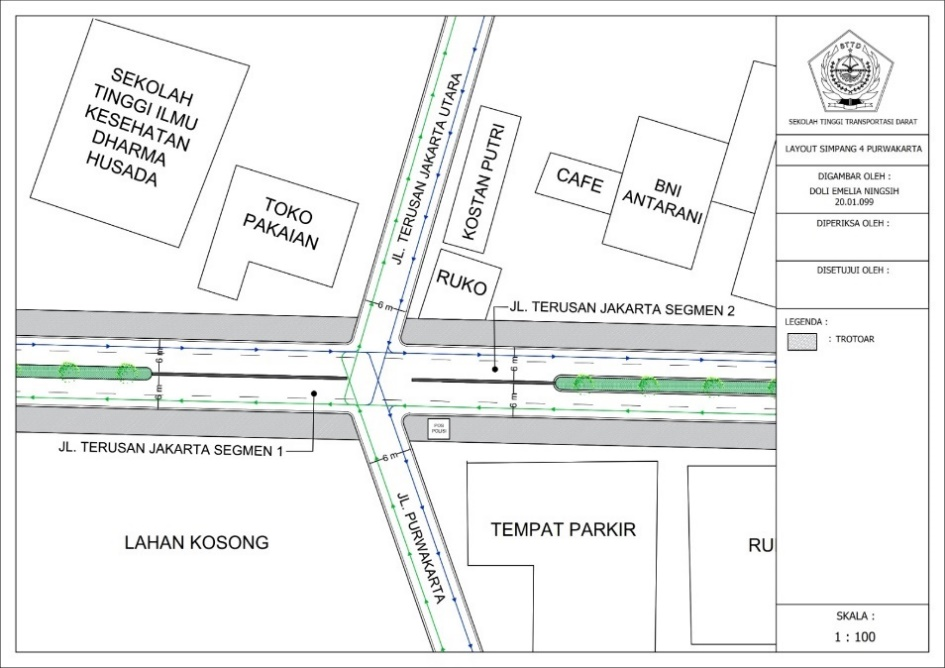 SEKOLAH
TINGGI ILMU
KESEHATAN
DHARMA
HUSADA
TOKO
PAKAIAN
JL. TERUSAN JAKARTA UTARA
KOSTAN PUTRI
CAFE
BNI
ANTARANI
RUKO
6 m
JL. TERUSAN JAKARTA SEGMEN 2
6 m
6 m
6 m
6 m
POS
POLISI
JL. TERUSAN JAKARTA SEGMEN 1
6 m
JL. PURWAKARTA
LAHAN KOSONG
TEMPAT PARKIR
RU
STTD
SEKOLAH TINGGI TRANSPORTASI DARAT
LAYOUT SIMPANG 4 PURWAKARTA
DIGAMBAR OLEH :
DOLI EMELIA NINGSIH
20.01.099
DIPERIKSA OLEH :
DISETUJUI OLEH :
LEGENDA :
: TROTOAR
SKALA :
1 : 100